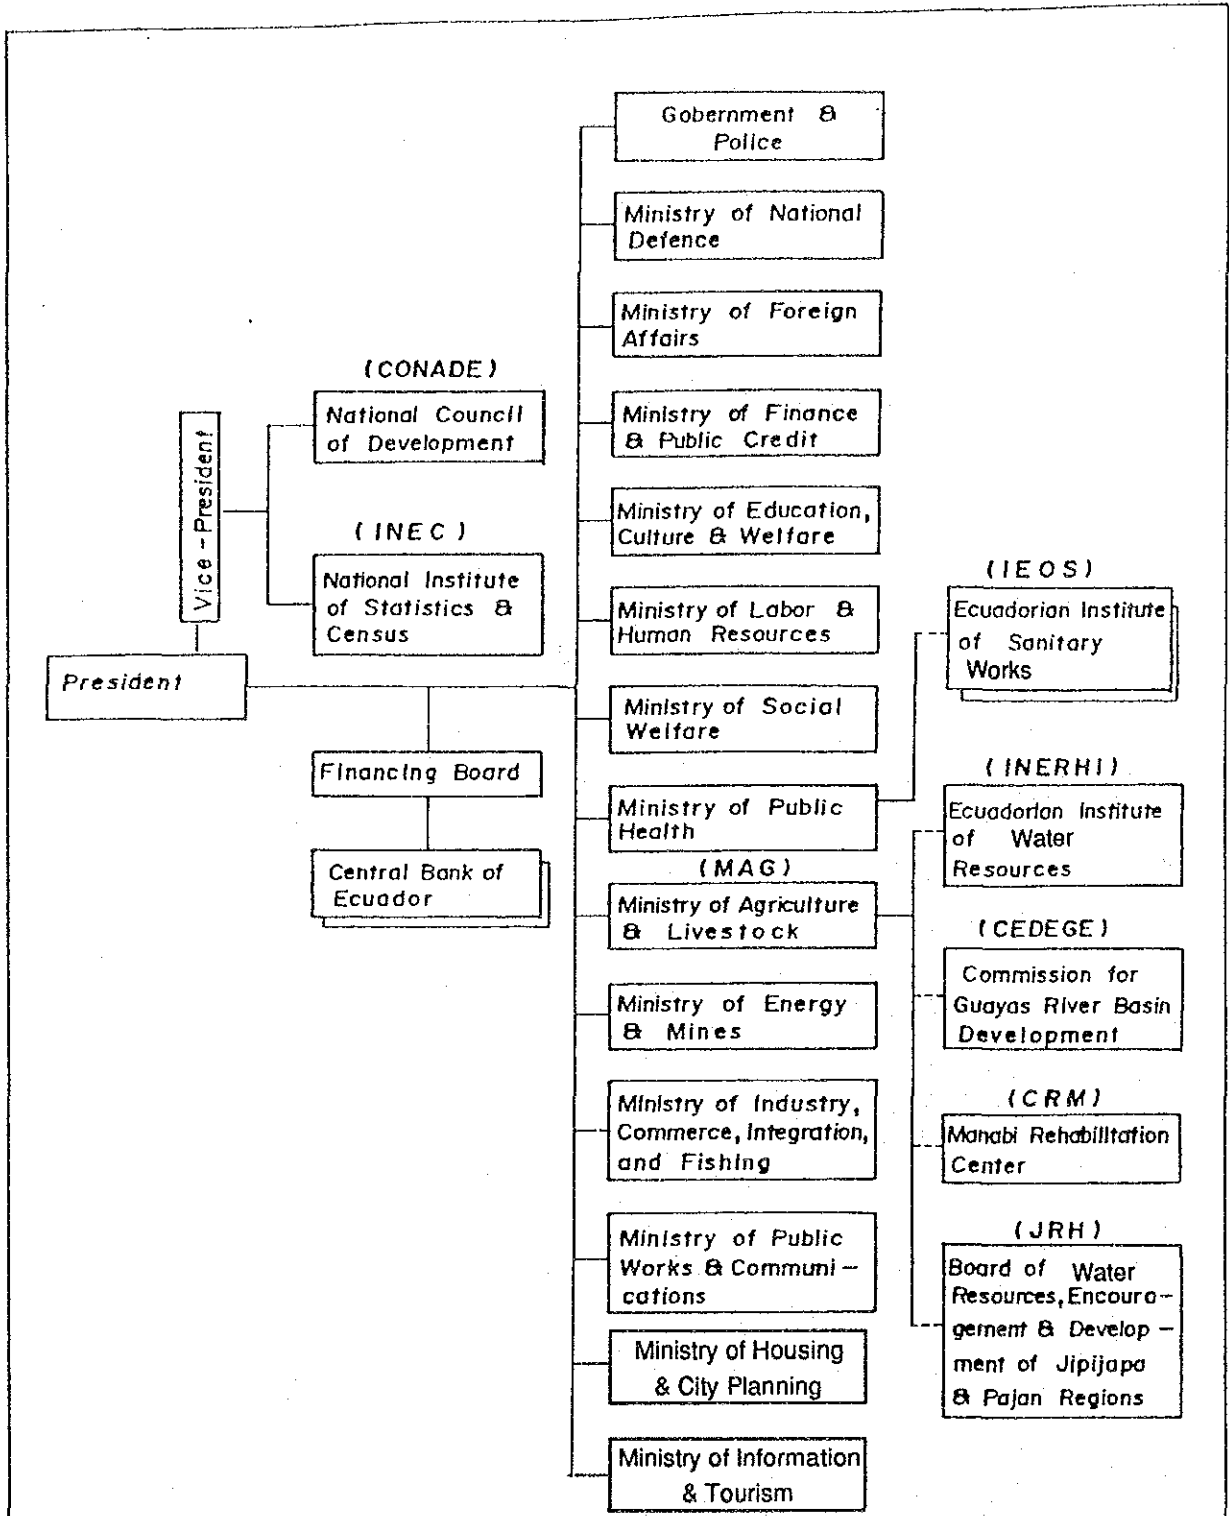 Gobernment &
Police
Ministry of National
Defence
Ministry of Foreign
Affairs
(CONADE)
National Council
of Development
Ministry of Finance
& Public Credit
Vice-President
(INEC)
National Institute
of Statistics &
Census
Ministry of Education,
Culture & Welfare
Ministry of Labor &
Human Resources
(IEOS)
Ecuadorian Institute
of Sanitary
Works
President
Ministry of Social
Welfare
Financing Board
Ministry of Public
Health
(INERHI)
Ecuadorian Institute
of Water
Resources
Central Bank of
Ecuador
(MAG)
Ministry of Agriculture
& Livestock
(CEDEGE)
Commission for
Guayas River Basin
Development
Ministry of Energy
& Mines
Ministry of Industry,
Commerce, Integration,
and Fishing
(CRM)
Manabi Rehabilitation
Center
Ministry of Public
Works & Communi-
cations
(JRH)
Board of Water
Resources, Encoura-
gement & Develop-
ment of Jipijapa
& Pajan Regions
Ministry of Housing
& City Planning
Ministry of Information
& Tourism